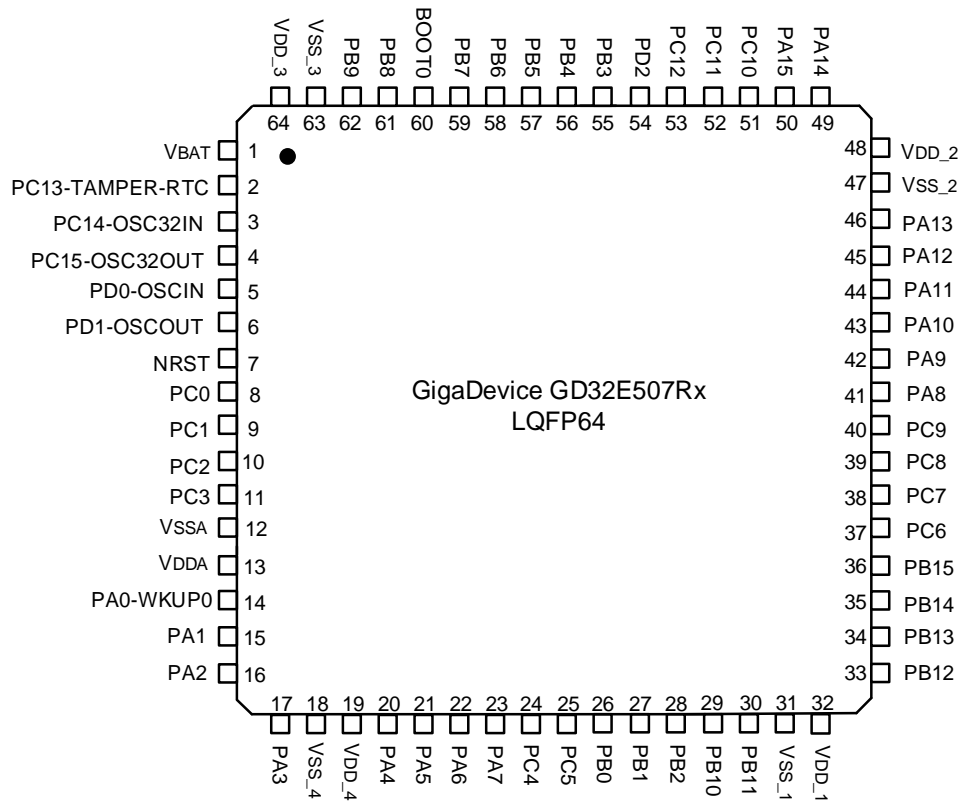 VDD_3
VSS_3
PB9
PB8
BOOT0
PB7
PB6
PB5
PB4
PB3
PD2
PC12
PC11
PC10
PA15
PA14
64 63 62 61 60 59 58 57 56 55 54 53 52 51 50 49
VBAT 1
PC13-TAMPER-RTC 2
PC14-OSC32IN 3
PC15-OSC32OUT 4
PD0-OSCIN 5
PD1-OSCOUT 6
NRST 7
PC0 8
PC1 9
PC2 10
PC3 11
VSSA 12
VDDA 13
PA0-WKUP0 14
PA1 15
PA2 16
GigaDevice GD32E507Rx
LQFP64
48 VDD_2
47 VSS_2
46 PA13
45 PA12
44 PA11
43 PA10
42 PA9
41 PA8
40 PC9
39 PC8
38 PC7
37 PC6
36 PB15
35 PB14
34 PB13
33 PB12
17 18 19 20 21 22 23 24 25 26 27 28 29 30 31 32
PA3
VSS_4
VDD_4
PA4
PA5
PA6
PA7
PC4
PC5
PB0
PB1
PB2
PB10
PB11
VSS_1
VDD_1